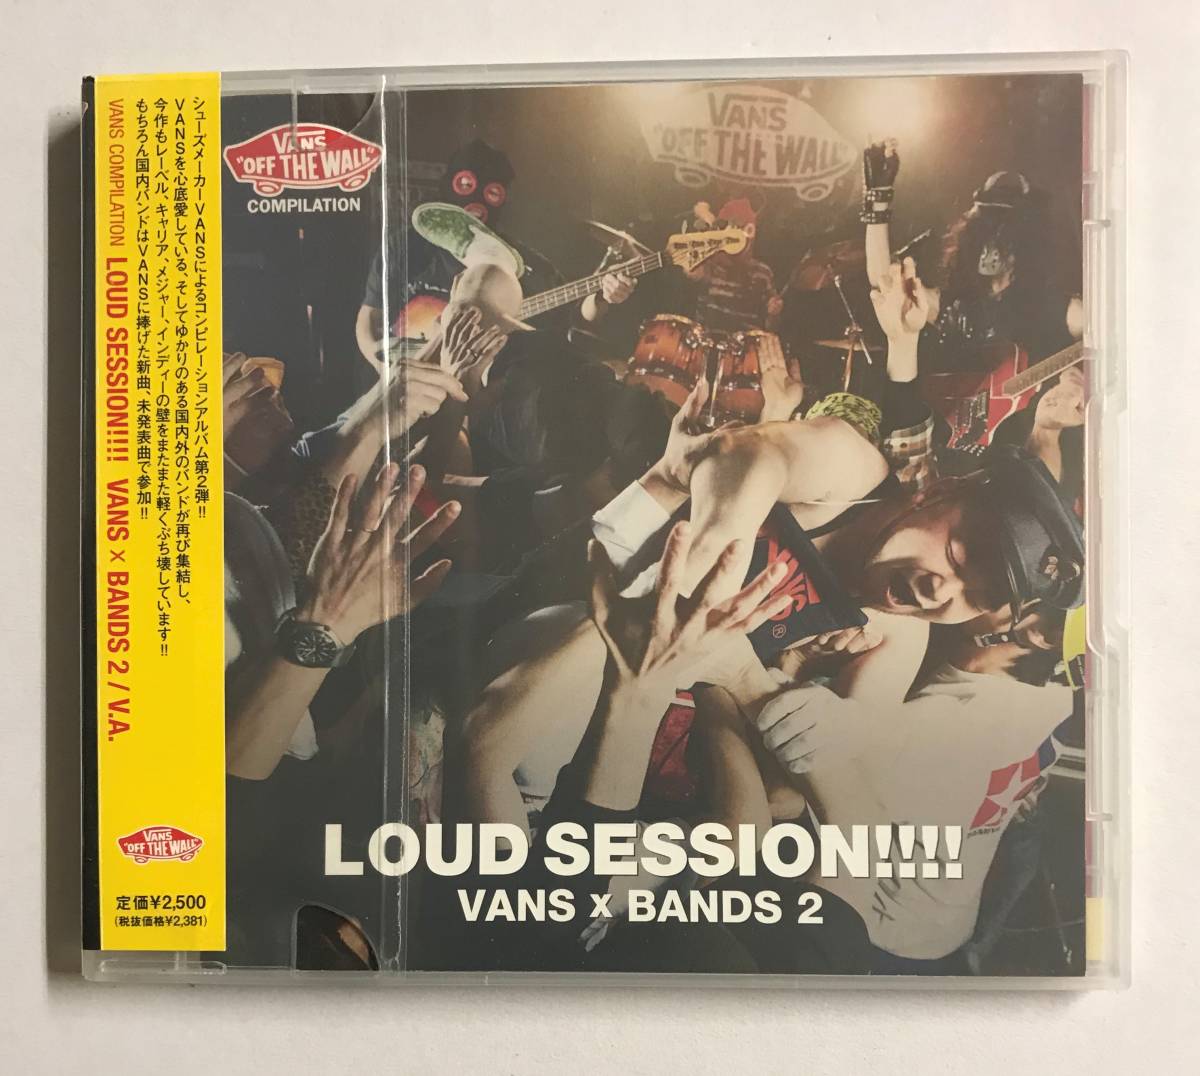 シューズメーカーVANSによるコンピレーションアルバム第2弾!!
VANSを心底愛している、そしてゆかりのある国内外のバンドが再び集結し、
今作もレーベル、キャリア、メジャー、インディーの壁をまたまた軽くぶち壊しています!!
もちろん国内バンドはVANSに捧げた新曲、未発表曲で参加!!
VANS COMPILATION LOUD SESSION!!!! VANS x BANDS 2 / V.A.
VANS
"OFF THE WALL"
定価¥2,500
(税抜価格¥2,381)
VANS
"OFF THE WALL"
COMPILATION
VANS
"OFF THE WALL"
VANS
LOUD SESSION!!!!
VANS x BANDS 2